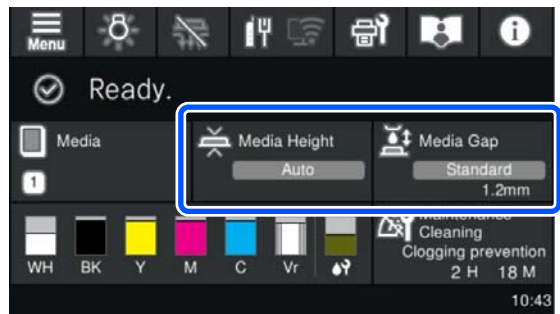 Menu
Ready.
Media
Media Height
Media Gap
Auto
Standard
1
1.2mm
Maintenance
Cleaning
Clogging prevention
WH
BK
Y
M
C
Vr
2 H 18 M
10:43